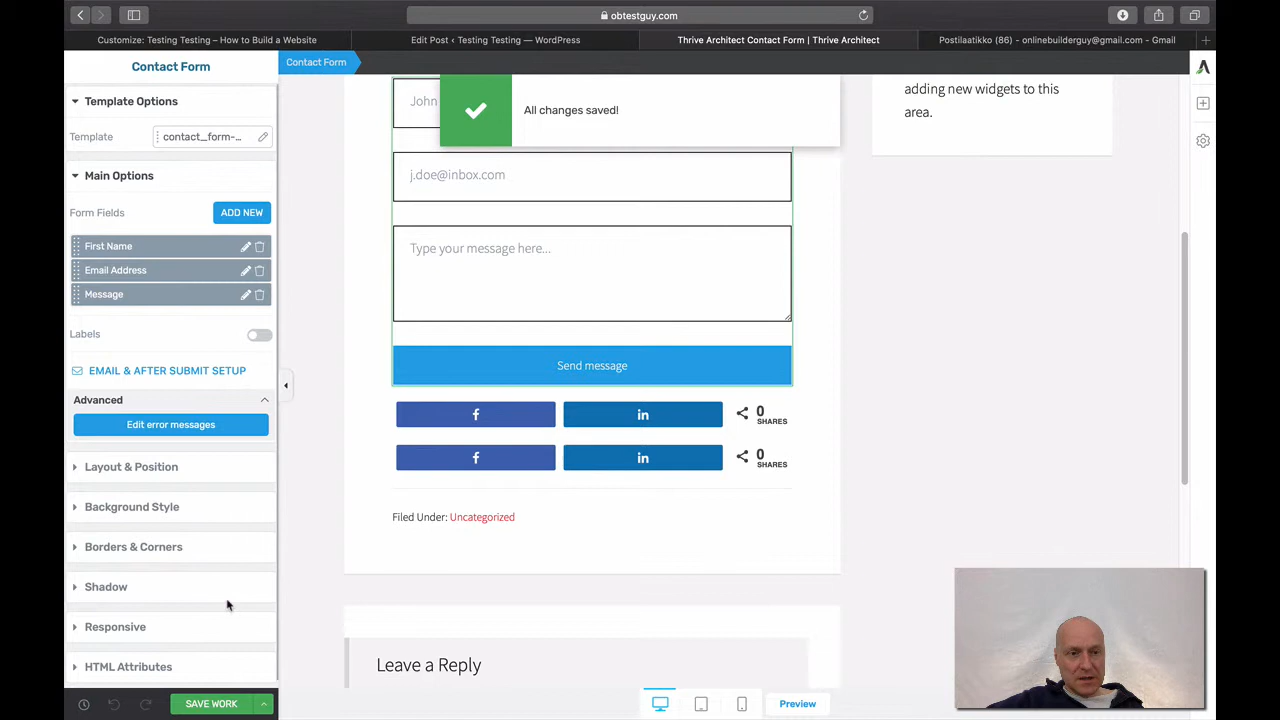 obtestguy.com
Customize: Testing Testing – How to Build a Website
Edit Post ‹ Testing Testing — WordPress
Thrive Architect Contact Form | Thrive Architect
Postilaatikko (86) - onlinebuilderguy@gmail.com - Gmail
Contact Form
Template Options
Template
contact_form-...
Main Options
Form Fields
ADD NEW
First Name
Email Address
Message
Labels
EMAIL & AFTER SUBMIT SETUP
Advanced
Edit error messages
Layout & Position
Background Style
Borders & Corners
Shadow
Responsive
HTML Attributes
SAVE WORK
Contact Form
John
All changes saved!
j.doe@inbox.com
Type your message here...
Send message
f
in
0
SHARES
f
in
0
SHARES
Filed Under: Uncategorized
Leave a Reply
adding new widgets to this
area.
Preview